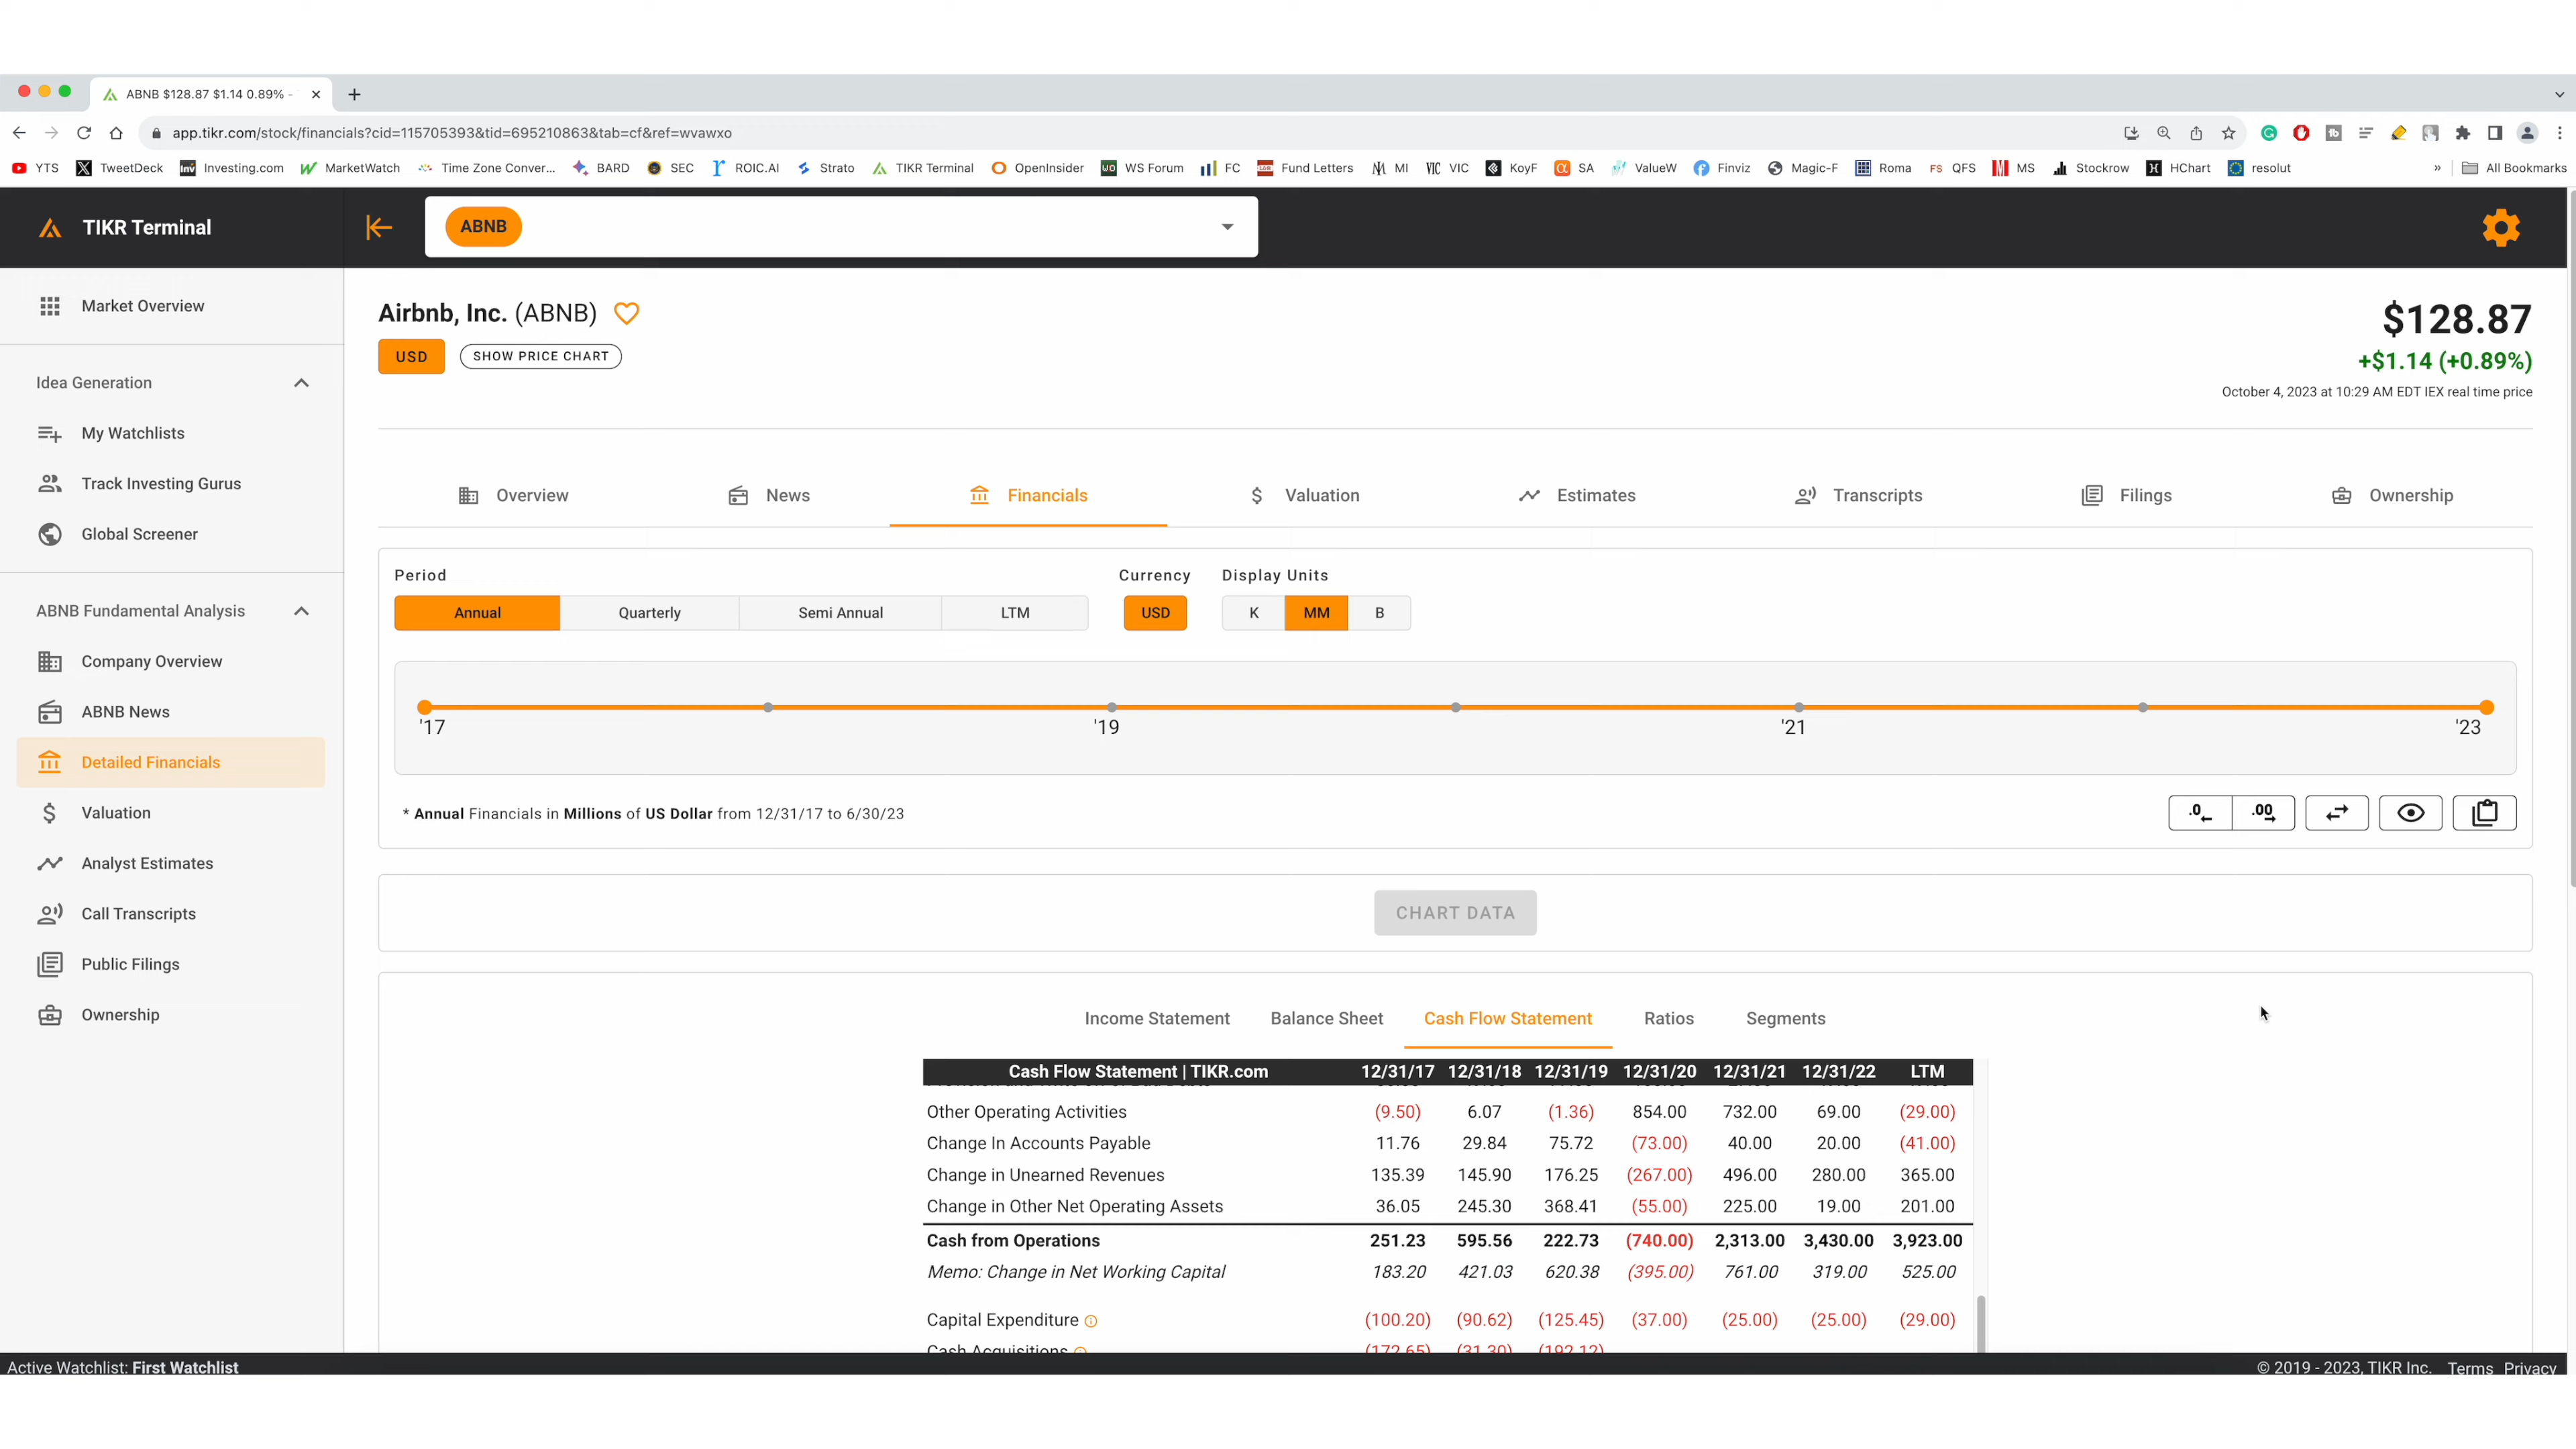 ABNB $128.87 $1.14 0.89% -
app.tikr.com/stock/financials?cid=115705393&tid=695210863&tab=cf&ref=wvawxo
YTS TweetDeck Investing.com MarketWatch Time Zone Conver... BARD SEC ROIC.AI Strato TIKR Terminal OpenInsider WS Forum FC Fund Letters MI VIC KoyF SA ValueW Finviz Magic-F Roma QFS MS Stockrow HChart resolut » All Bookmarks
TIKR Terminal
ABNB
Market Overview
Idea Generation
My Watchlists
Track Investing Gurus
Global Screener
ABNB Fundamental Analysis
Company Overview
ABNB News
Detailed Financials
Valuation
Analyst Estimates
Call Transcripts
Public Filings
Ownership
Airbnb, Inc. (ABNB)
USD SHOW PRICE CHART
$128.87
+$1.14 (+0.89%)
October 4, 2023 at 10:29 AM EDT IEX real time price
Overview News Financials Valuation Estimates Transcripts Filings Ownership
Period Currency Display Units
Annual Quarterly Semi Annual LTM USD K MM B
'17 '19 '21 '23
* Annual Financials in Millions of US Dollar from 12/31/17 to 6/30/23
.0 .00
CHART DATA
Income Statement Balance Sheet Cash Flow Statement Ratios Segments
Cash Flow Statement | TIKR.com 12/31/17 12/31/18 12/31/19 12/31/20 12/31/21 12/31/22 LTM
Other Operating Activities (9.50) 6.07 (1.36) 854.00 732.00 69.00 (29.00)
Change In Accounts Payable 11.76 29.84 75.72 (73.00) 40.00 20.00 (41.00)
Change in Unearned Revenues 135.39 145.90 176.25 (267.00) 496.00 280.00 365.00
Change in Other Net Operating Assets 36.05 245.30 368.41 (55.00) 225.00 19.00 201.00
Cash from Operations 251.23 595.56 222.73 (740.00) 2,313.00 3,430.00 3,923.00
Memo: Change in Net Working Capital 183.20 421.03 620.38 (395.00) 761.00 319.00 525.00
Capital Expenditure (100.20) (90.62) (125.45) (37.00) (25.00) (25.00) (29.00)
Cash Acquisitions (172.65) (31.30) (192.12)
Active Watchlist: First Watchlist
© 2019 - 2023, TIKR Inc. Terms Privacy